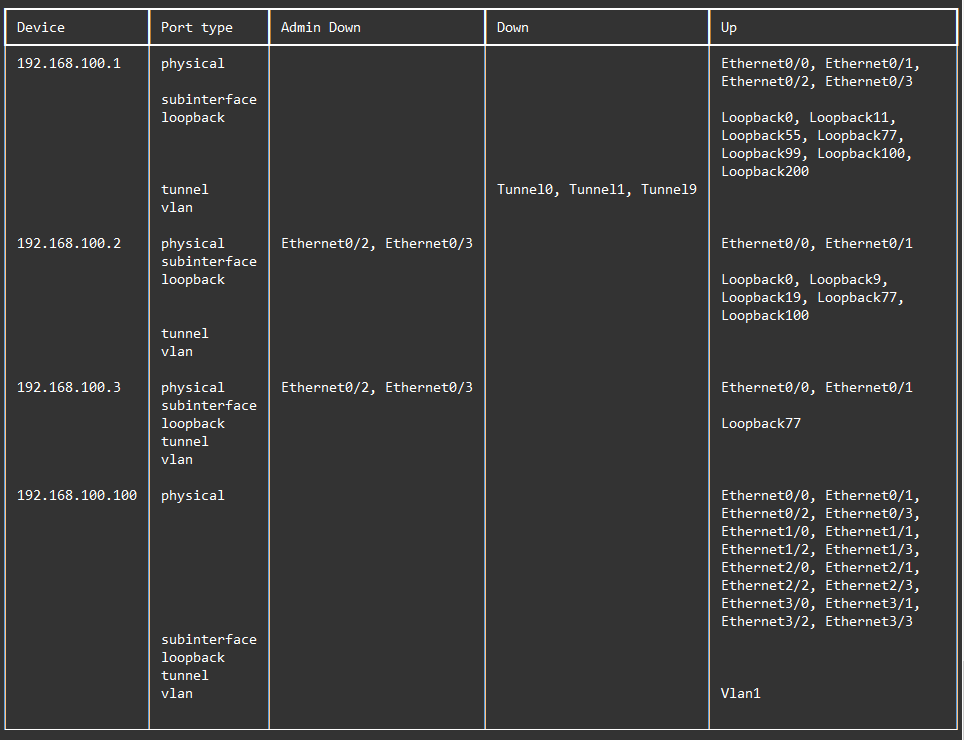 Device Port type Admin Down Down Up
192.168.100.1 physical Ethernet0/0, Ethernet0/1,
Ethernet0/2, Ethernet0/3
subinterface
loopback Loopback0, Loopback11,
Loopback55, Loopback77,
Loopback99, Loopback100,
Loopback200
tunnel Tunnel0, Tunnel1, Tunnel9
vlan
192.168.100.2 physical Ethernet0/2, Ethernet0/3 Ethernet0/0, Ethernet0/1
subinterface
loopback Loopback0, Loopback9,
Loopback19, Loopback77,
Loopback100
tunnel
vlan
192.168.100.3 physical Ethernet0/2, Ethernet0/3 Ethernet0/0, Ethernet0/1
subinterface
loopback Loopback77
tunnel
vlan
192.168.100.100 physical Ethernet0/0, Ethernet0/1,
Ethernet0/2, Ethernet0/3,
Ethernet1/0, Ethernet1/1,
Ethernet1/2, Ethernet1/3,
Ethernet2/0, Ethernet2/1,
Ethernet2/2, Ethernet2/3,
Ethernet3/0, Ethernet3/1,
Ethernet3/2, Ethernet3/3
subinterface
loopback
tunnel
vlan Vlan1